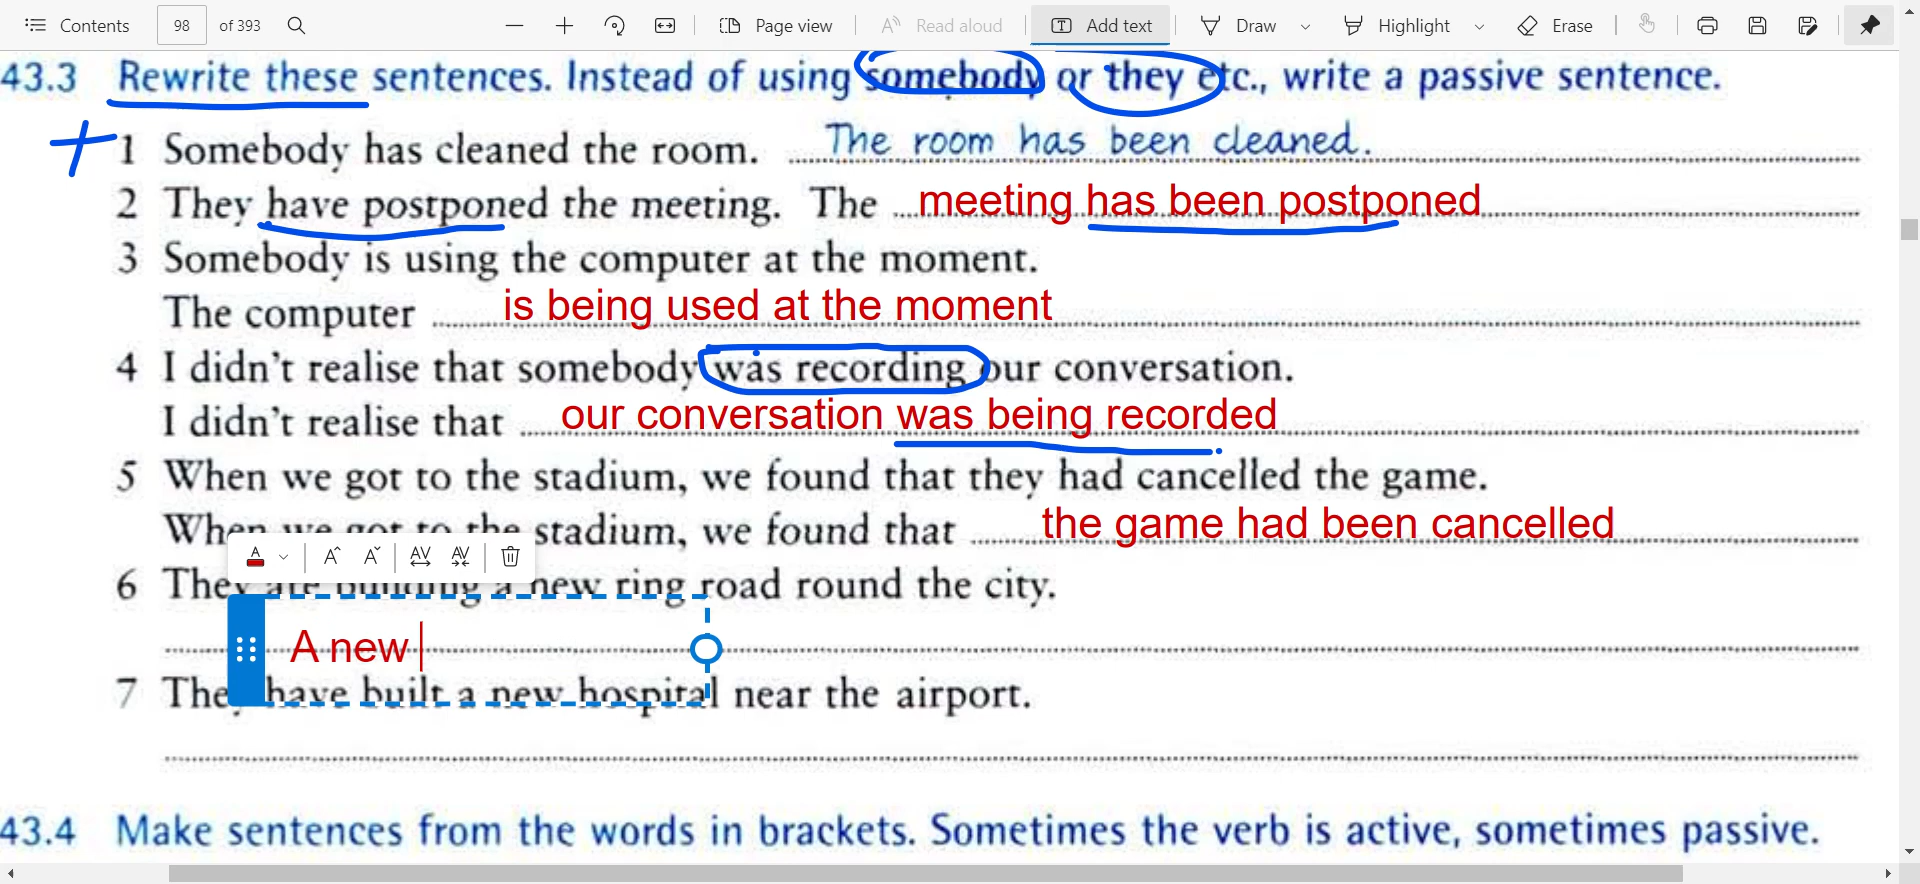 Contents 98 of 393 Page view Read aloud Add text Draw Highlight Erase
43.3 Rewrite these sentences. Instead of using somebody or they etc., write a passive sentence.
1 Somebody has cleaned the room. The room has been cleaned.
2 They have postponed the meeting. The meeting has been postponed
3 Somebody is using the computer at the moment.
The computer is being used at the moment
4 I didn't realise that somebody was recording our conversation.
I didn't realise that our conversation was being recorded
5 When we got to the stadium, we found that they had cancelled the game.
When we got to the stadium, we found that the game had been cancelled
6 They are building a new ring road round the city.
A new
7 They have built a new hospital near the airport.
43.4 Make sentences from the words in brackets. Sometimes the verb is active, sometimes passive.